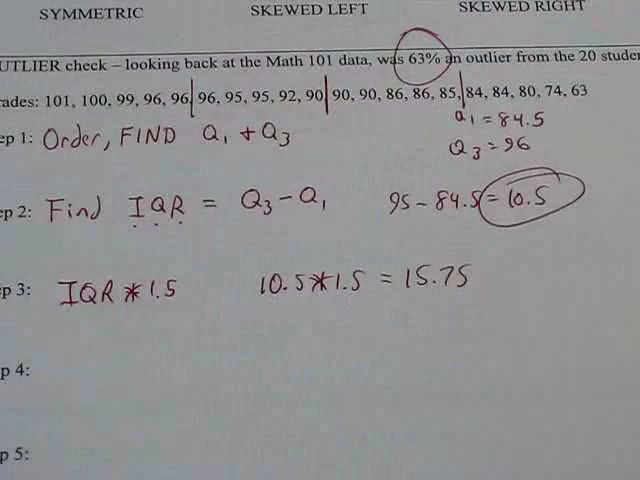 SYMMETRIC SKEWED LEFT SKEWED RIGHT
UTLIER check – looking back at the Math 101 data, was 63% an outlier from the 20 studen
rades: 101, 100, 99, 96, 96, 96, 95, 95, 92, 90, 90, 90, 86, 86, 85, 84, 84, 80, 74, 63
Q1 = 84.5
ep 1: Order, FIND Q1 + Q3
Q3 = 96
ep 2: Find IQR = Q3 - Q1 95 - 84.5 = 10.5
ep 3: IQR * 1.5 10.5 * 1.5 = 15.75
p 4:
p 5: